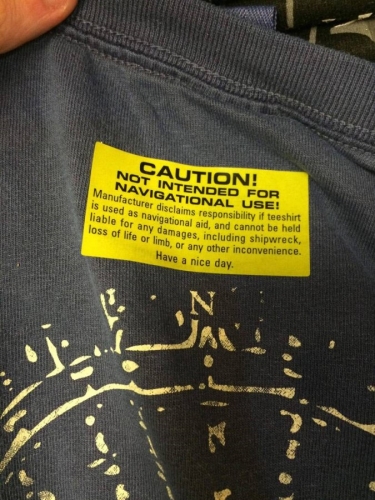 CAUTION!
NOT INTENDED FOR
NAVIGATIONAL USE!
Manufacturer disclaims responsibility if teeshirt
is used as navigational aid, and cannot be held
liable for any damages, including shipwreck,
loss of life or limb, or any other inconvenience.
Have a nice day.
N
N